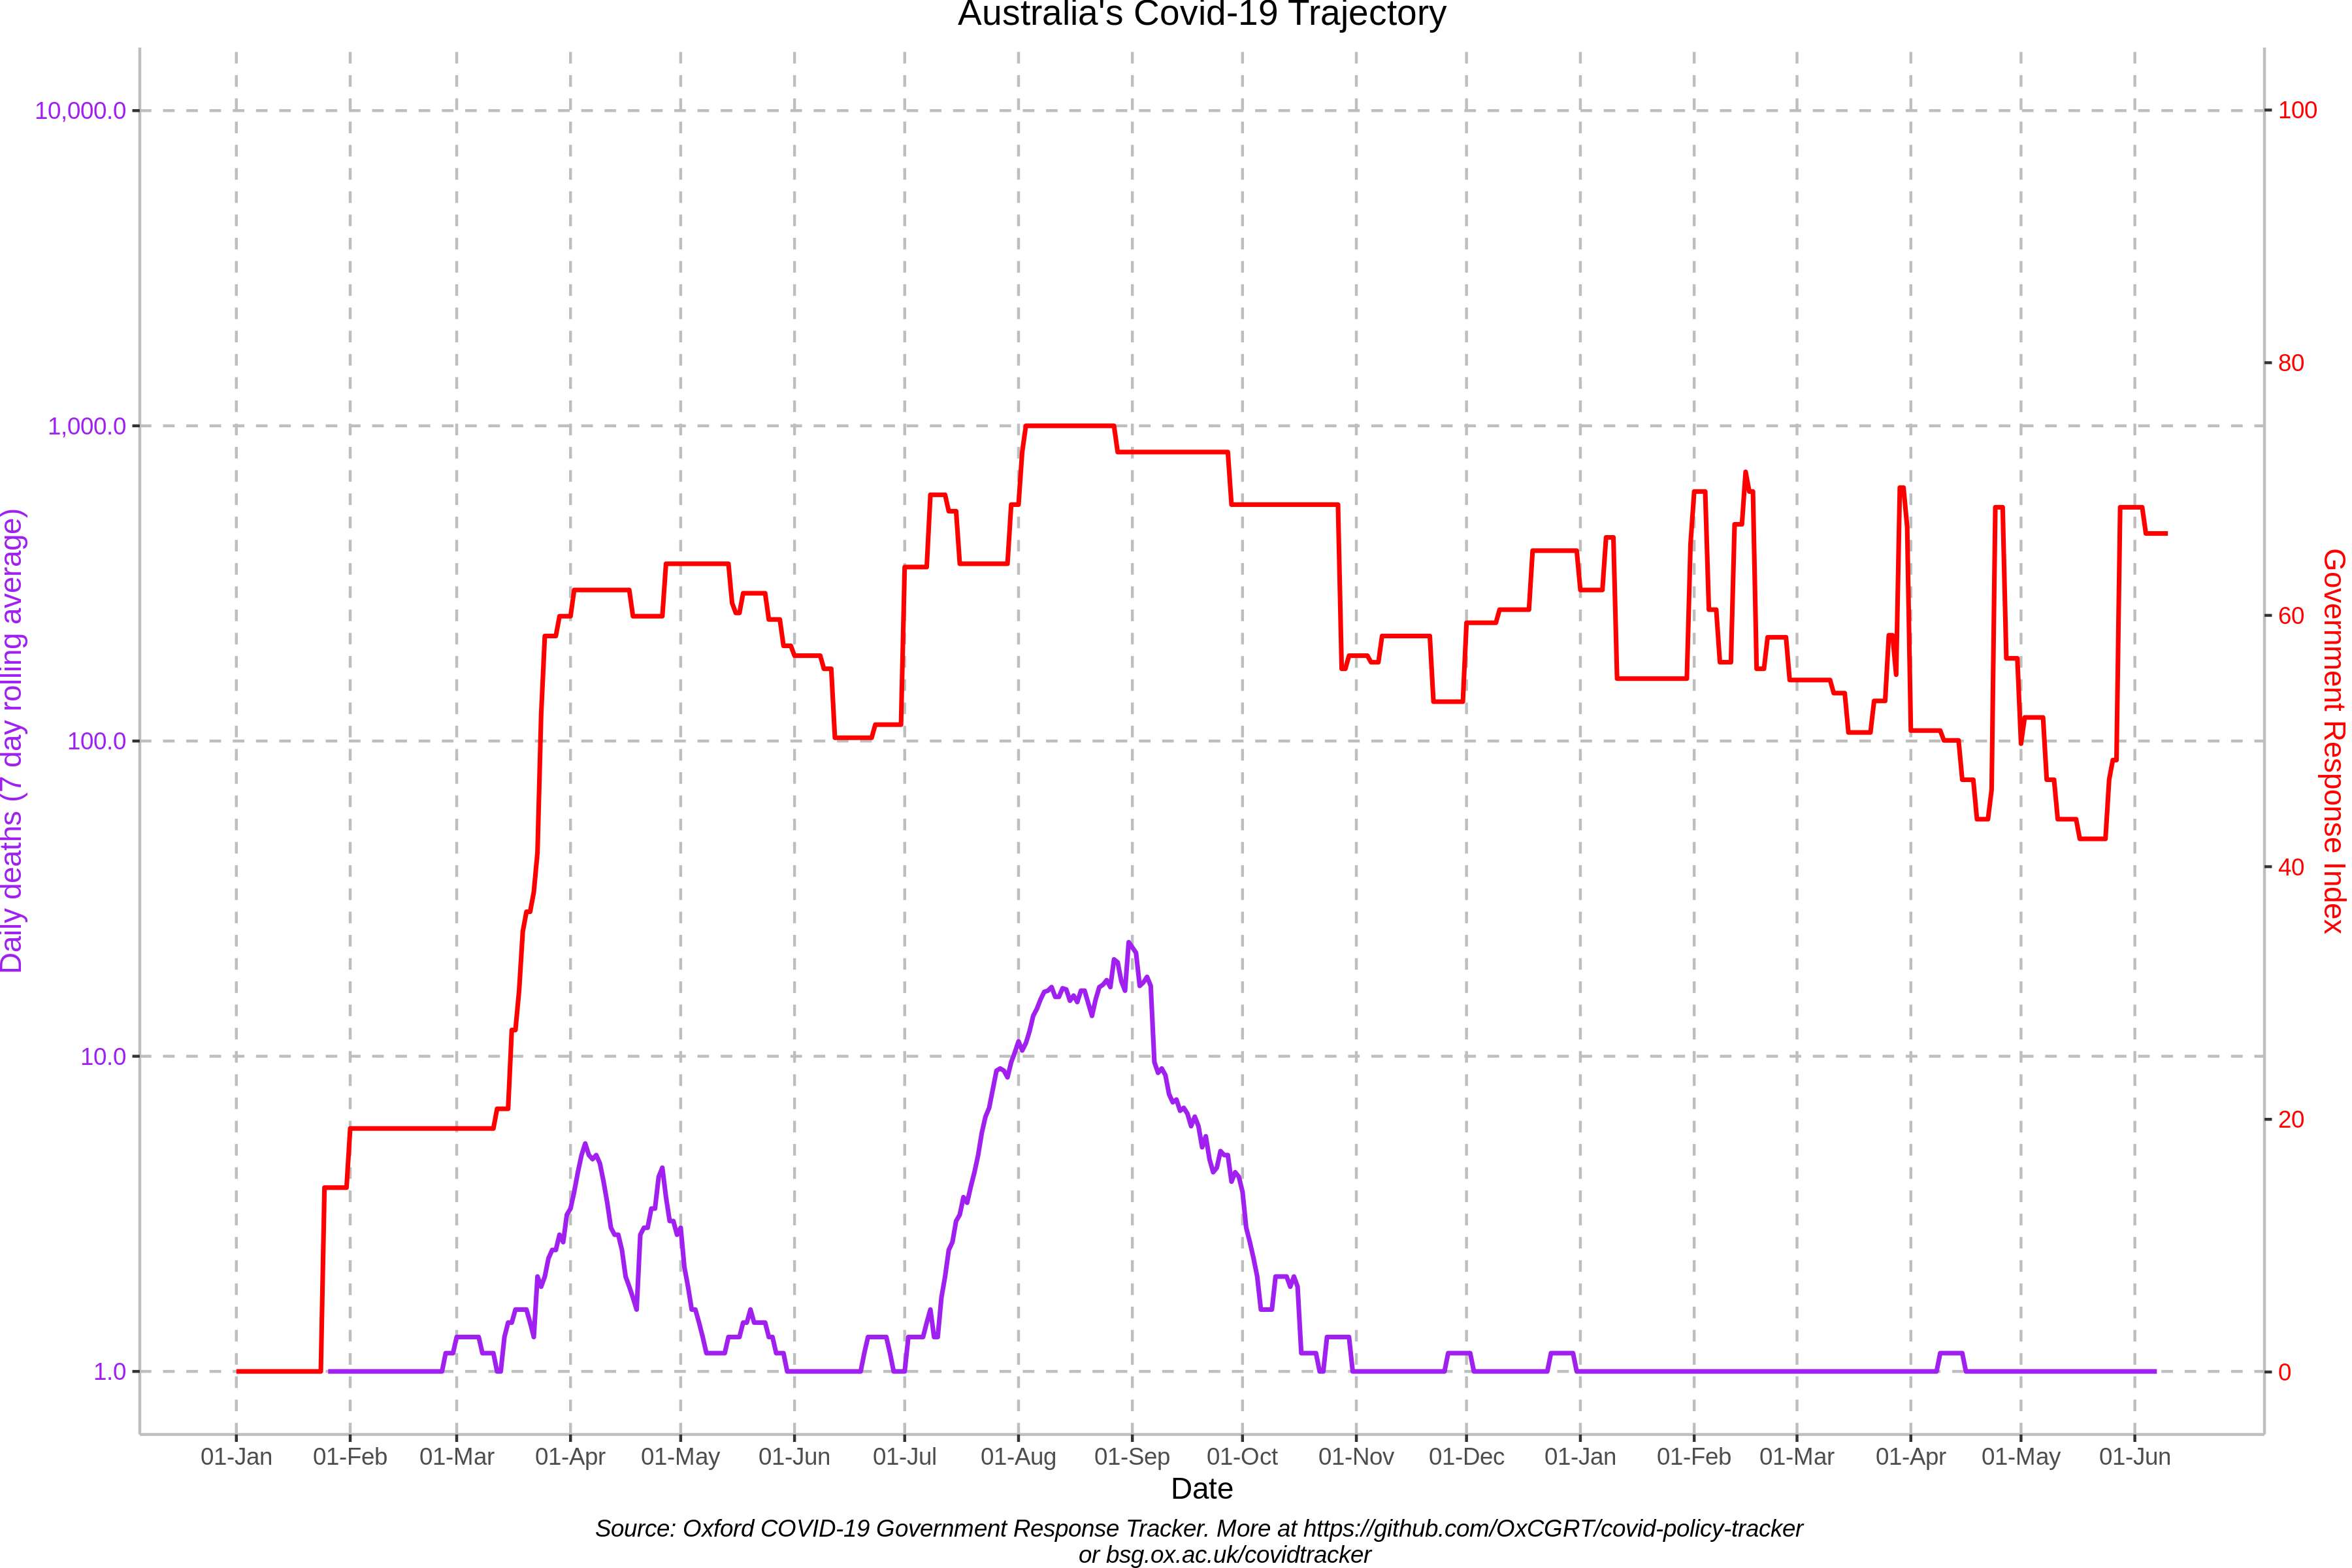 Australia's Covid-19 Trajectory
10,000.0
1,000.0
100.0
10.0
1.0
Daily deaths (7 day rolling average)
100
80
60
40
20
0
Government Response Index
01-Jan 01-Feb 01-Mar 01-Apr 01-May 01-Jun 01-Jul 01-Aug 01-Sep 01-Oct 01-Nov 01-Dec 01-Jan 01-Feb 01-Mar 01-Apr 01-May 01-Jun
Date
Source: Oxford COVID-19 Government Response Tracker. More at https://github.com/OxCGRT/covid-policy-tracker
or bsg.ox.ac.uk/covidtracker